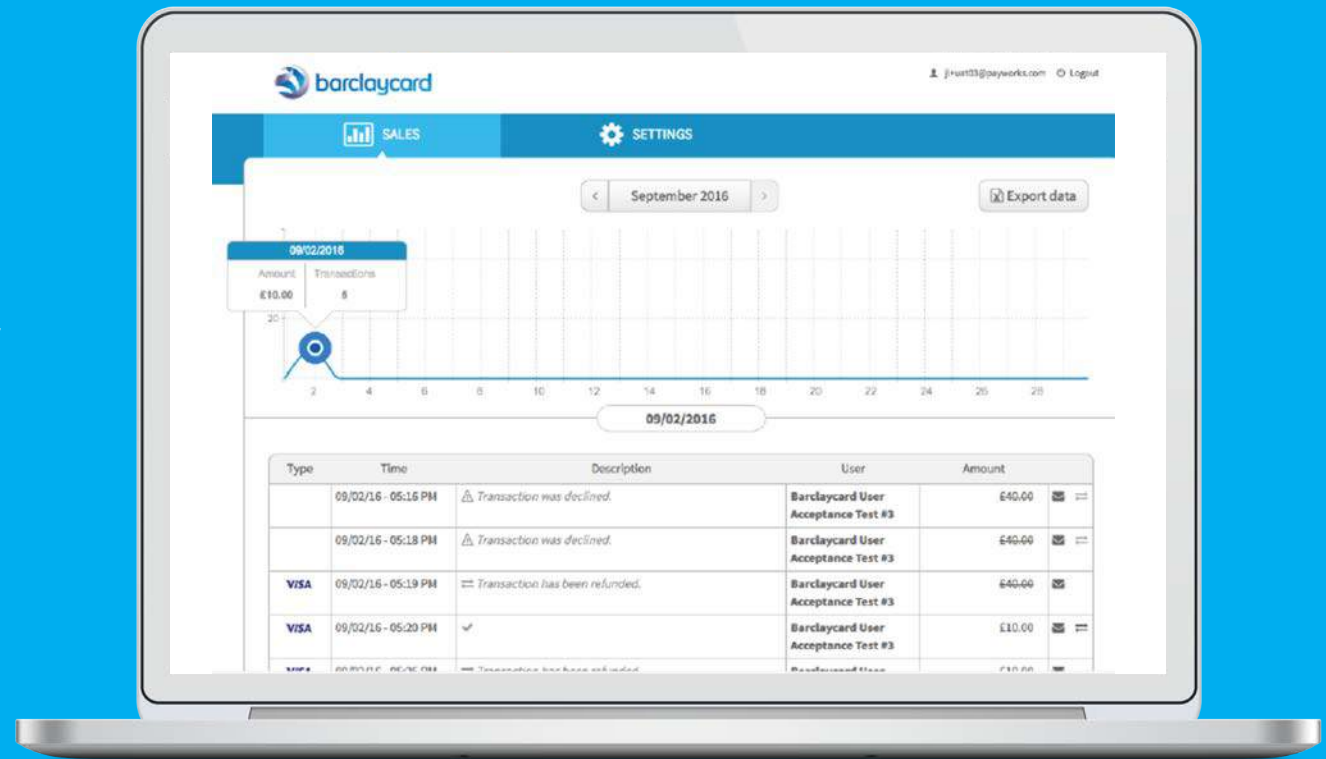 barclaycard
Logout
SALES
SETTINGS
September 2016
Export data
09/02/2016
Amount Transactions
£10.00
20
2 4 6 8 10 12 14 16 18 20 22 24 26 28
09/02/2016
Type Time Description User Amount
09/02/16 - 05:16 PM Transaction was declined. Barclaycard User £40.00
Acceptance Test #3
09/02/16 - 05:18 PM Transaction was declined. Barclaycard User £40.00
Acceptance Test #3
VISA 09/02/16 - 05:19 PM Transaction has been refunded. Barclaycard User £40.00
Acceptance Test #3
VISA 09/02/16 - 05:20 PM Barclaycard User £10.00
Acceptance Test #3